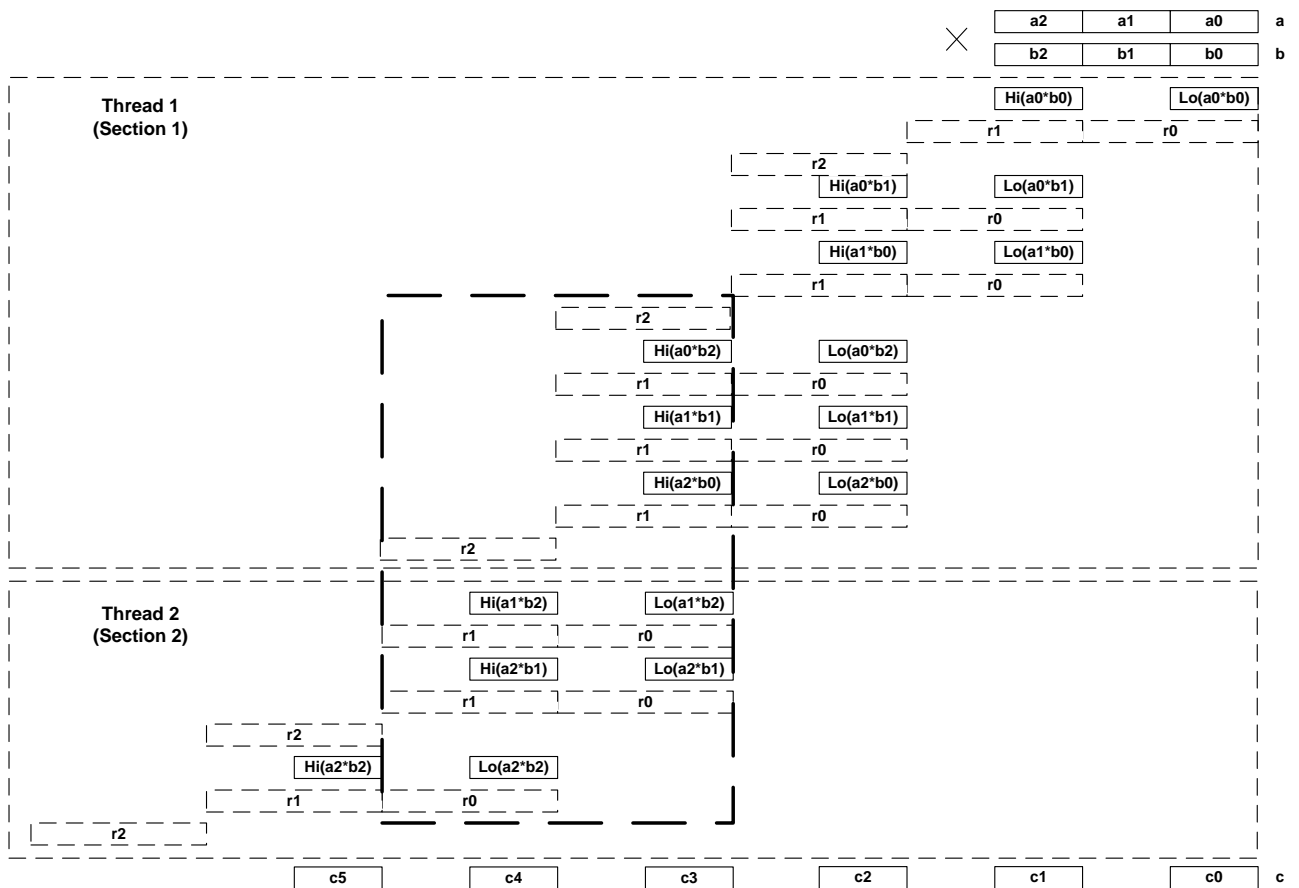 a2 a1 a0 a
b2 b1 b0 b
Thread 1
(Section 1)
Hi(a0*b0) Lo(a0*b0)
r1 r0
r2
Hi(a0*b1) Lo(a0*b1)
r1 r0
Hi(a1*b0) Lo(a1*b0)
r1 r0
r2
Hi(a0*b2) Lo(a0*b2)
r1 r0
Hi(a1*b1) Lo(a1*b1)
r1 r0
Hi(a2*b0) Lo(a2*b0)
r1 r0
r2
Thread 2
(Section 2)
Hi(a1*b2) Lo(a1*b2)
r1 r0
Hi(a2*b1) Lo(a2*b1)
r1 r0
r2
Hi(a2*b2) Lo(a2*b2)
r1 r0
r2
c5 c4 c3 c2 c1 c0 c